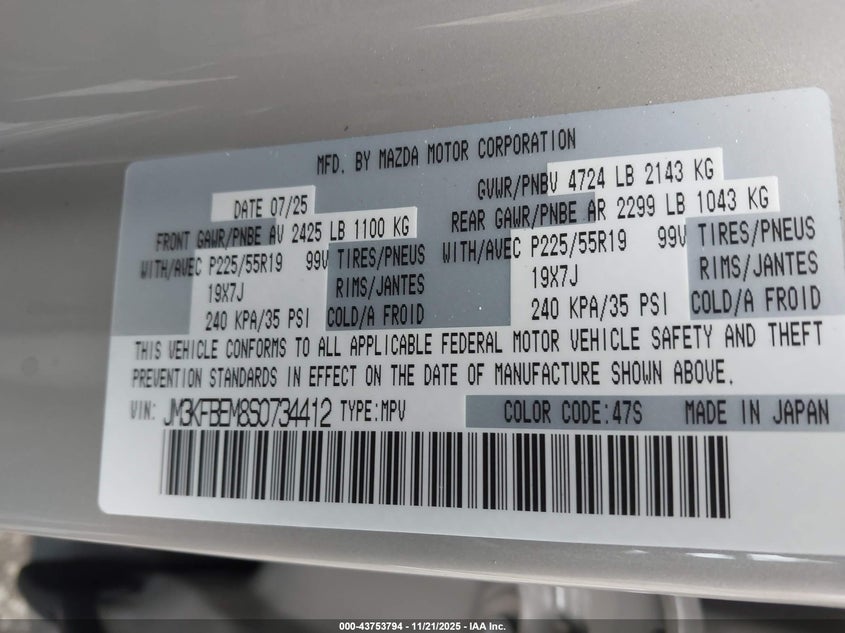 MFD. BY MAZDA MOTOR CORPORATION
DATE 07/25 GVWR/PNBV 4724 LB 2143 KG
FRONT GAWR/PNBE AV 2425 LB 1100 KG REAR GAWR/PNBE AR 2299 LB 1043 KG
WITH/AVEC P225/55R19 99V TIRES/PNEUS WITH/AVEC P225/55R19 99V TIRES/PNEUS
19X7J RIMS/JANTES 19X7J RIMS/JANTES
240 KPA/35 PSI COLD/A FROID 240 KPA/35 PSI COLD/A FROID
THIS VEHICLE CONFORMS TO ALL APPLICABLE FEDERAL MOTOR VEHICLE SAFETY AND THEFT
PREVENTION STANDARDS IN EFFECT ON THE DATE OF MANUFACTURE SHOWN ABOVE.
VIN: JM3KFBEM8S0734412 TYPE:MPV COLOR CODE:47S MADE IN JAPAN
000-43753794 - 11/21/2025 - IAA Inc.